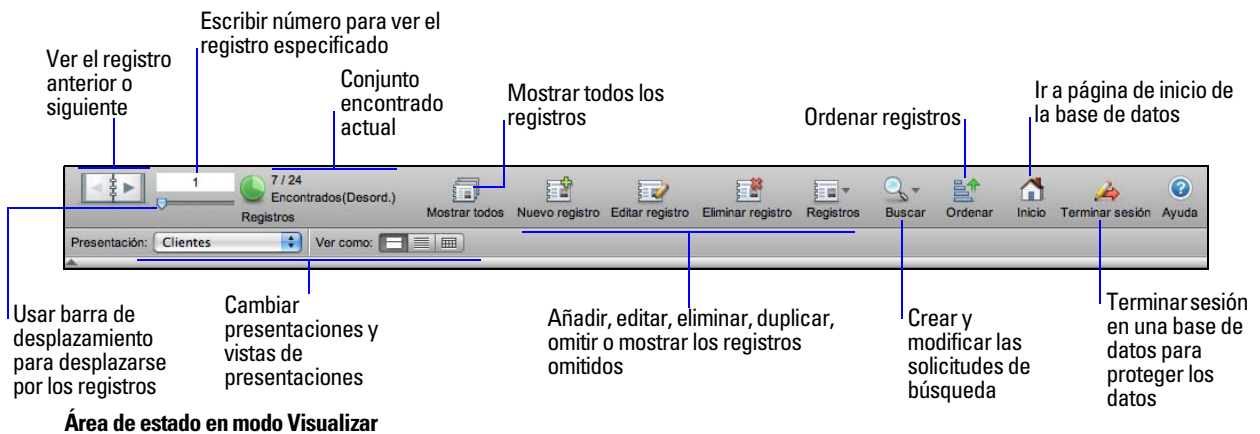 Escribir número para ver el
registro especificado
Ver el registro
anterior o
siguiente
Conjunto
encontrado
actual
Mostrar todos los
registros
Ordenar registros
Ir a página de inicio de
la base de datos
1
7 / 24
Encontrados(Desord.)
Registros
Mostrar todos
Nuevo registro
Editar registro
Eliminar registro
Registros
Buscar
Ordenar
Inicio
Terminar sesión
?
Ayuda
Presentación:
Clientes
Ver como:
Usar barra de
desplazamiento
para desplazarse
por los registros
Cambiar
presentaciones y
vistas de
presentaciones
Añadir, editar, eliminar, duplicar,
omitir o mostrar los registros
omitidos
Crear y
modificar las
solicitudes de
búsqueda
Terminar sesión
en una base de
datos para
proteger los
datos
Área de estado en modo Visualizar